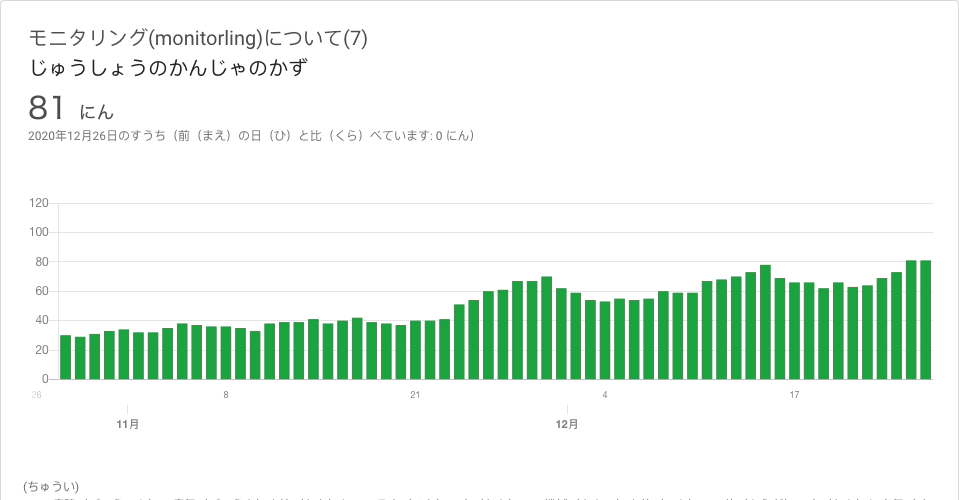 モニタリング(monitorling)について(7)
じゅうしょうのかんじゃのかず
81 にん
2020年12月26日のすうち（前（まえ）の日（ひ）と比（くら）べています: 0 にん）
120
100
80
60
40
20
0
26 8 21 4 17
11月 12月
(ちゅうい)